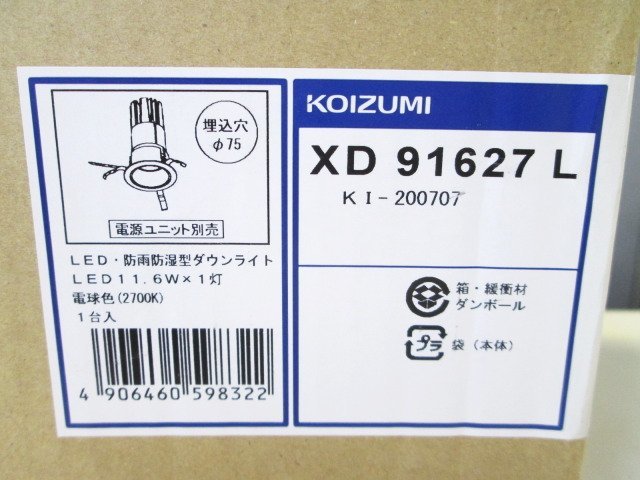 埋込穴
φ75
電源ユニット別売
LED・防雨防湿型ダウンライト
LED11.6W×1灯
電球色(2700K)
1台入
4 906460 598322
KOIZUMI
XD 91627 L
KI-200707
箱・緩衝材
ダンボール
プラ
袋(本体)